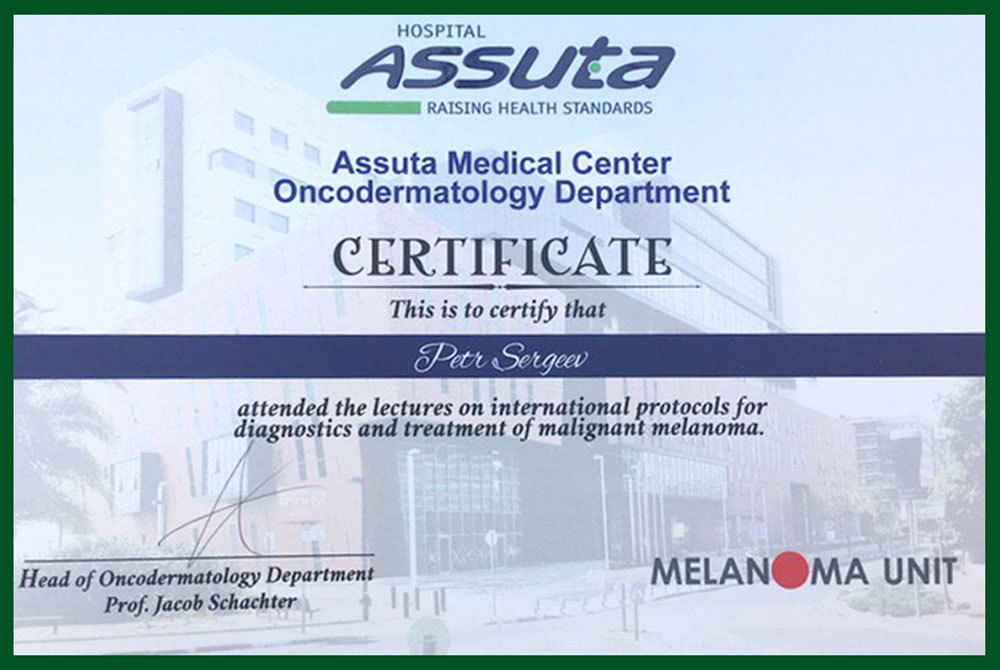 HOSPITAL
Assuta
RAISING HEALTH STANDARDS
Assuta Medical Center
Oncodermatology Department
CERTIFICATE
This is to certify that
Petr Sergeev
attended the lectures on international protocols for
diagnostics and treatment of malignant melanoma.
Head of Oncodermatology Department
Prof. Jacob Schachter
MELANOMA UNIT